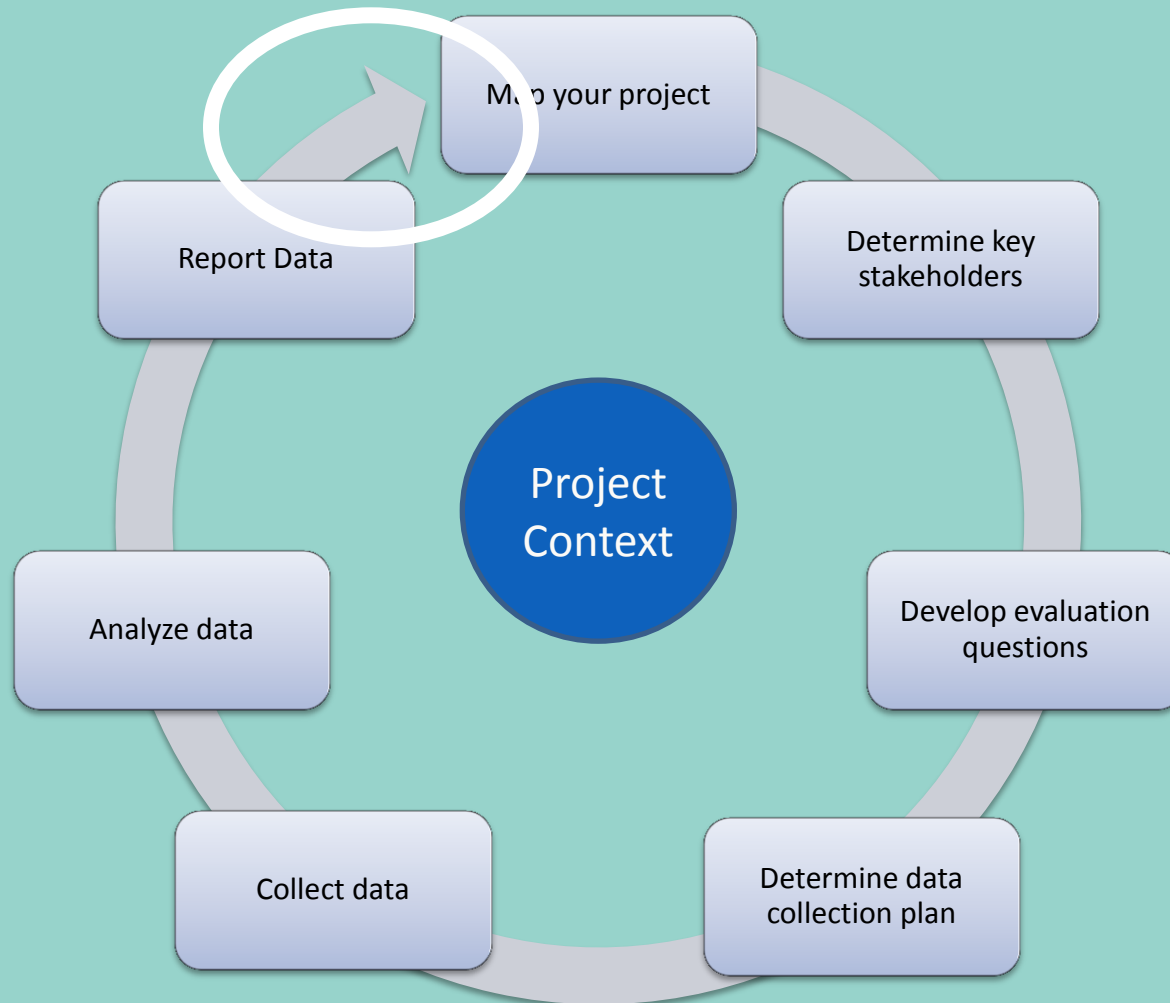 Map your project
Determine key
stakeholders
Develop evaluation
questions
Determine data
collection plan
Collect data
Analyze data
Report Data
Project
Context